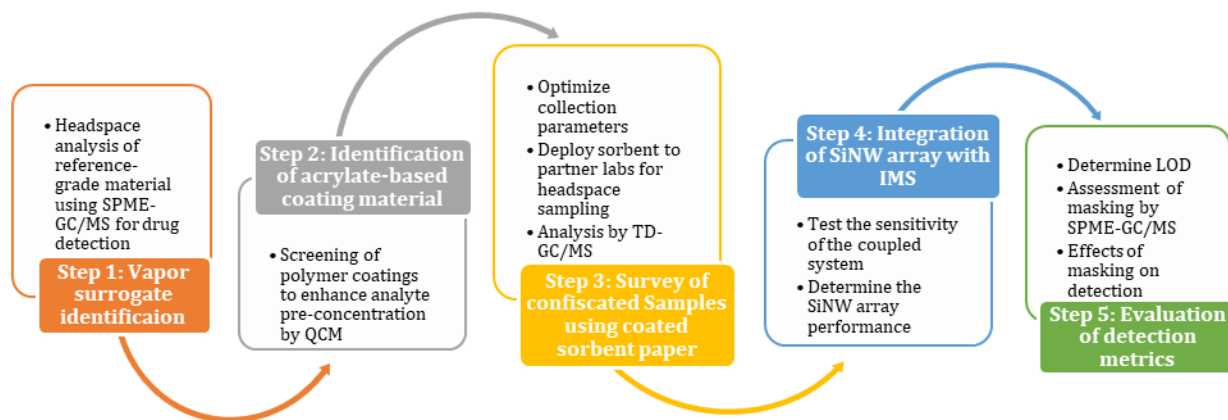 • Headspace
analysis of
reference-
grade material
using SPME-
GC/MS for drug
detection
Step 1: Vapor
surrogate
identificaion
Step 2: Identification
of acrylate-based
coating material
• Screening of
polymer coatings
to enhance analyte
pre-concentration
by QCM
• Optimize
collection
parameters
• Deploy sorbent to
partner labs for
headspace
sampling
• Analysis by TD-
GC/MS
Step 3: Survey of
confiscated Samples
using coated
sorbent paper
Step 4: Integration
of SiNW array with
IMS
• Test the sensitivity
of the coupled
system
• Determine the
SiNW array
performance
• Determine LOD
• Assessment of
masking by
SPME-GC/MS
• Effects of
masking on
detection
Step 5: Evaluation
of detection
metrics